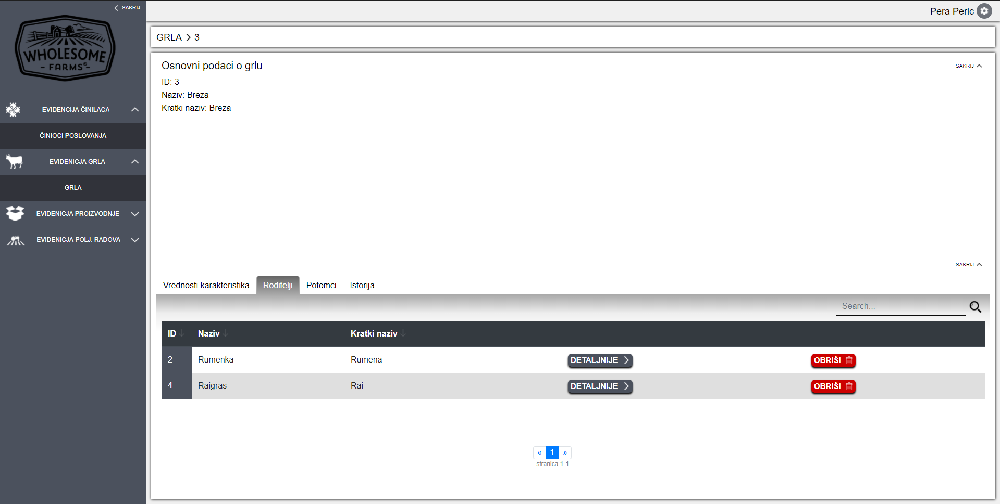 SAKRIJ
WHOLESOME
- FARMS® -
EVIDENCIJA ČINILACA
ČINIOCI POSLOVANJA
EVIDENICJA GRLA
GRLA
EVIDENICJA PROIZVODNJE
EVIDENICJA POLJ. RADOVA
Pera Peric
GRLA > 3
Osnovni podaci o grlu
SAKRIJ
ID: 3
Naziv: Breza
Kratki naziv: Breza
SAKRIJ
Vrednosti karakteristika Roditelji Potomci Istorija
Search...
ID Naziv Kratki naziv
2 Rumenka Rumena DETALJNIJE OBRIŠI
4 Raigras Rai DETALJNIJE OBRIŠI
« 1 »
stranica 1-1